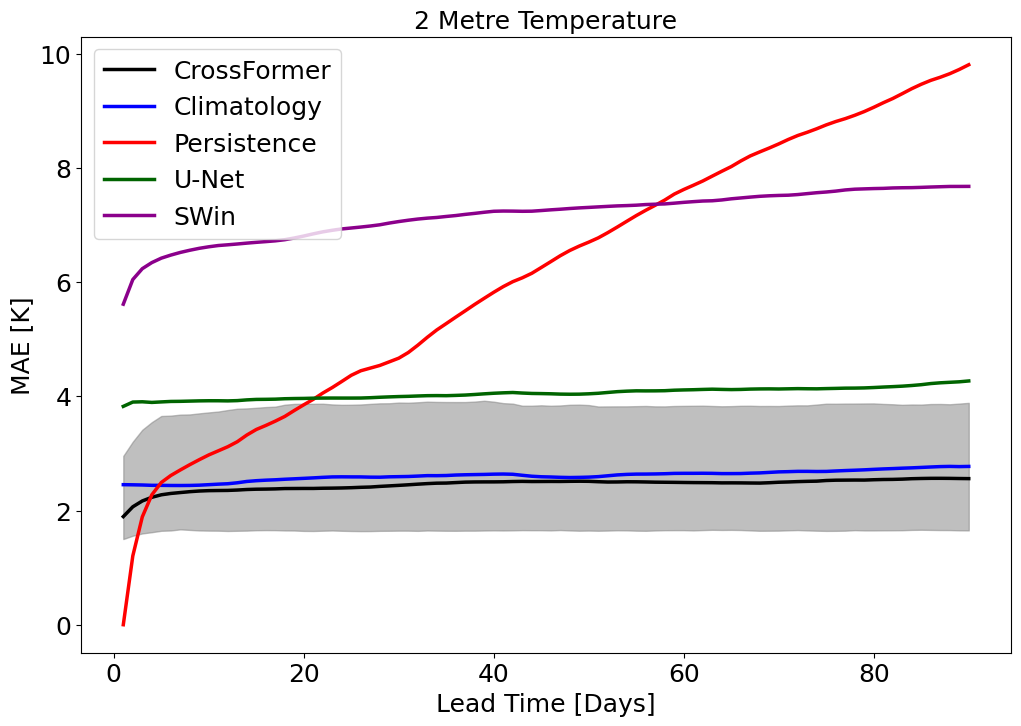 2 Metre Temperature
CrossFormer
Climatology
Persistence
U-Net
SWin
MAE [K]
10
8
6
4
2
0
0 20 40 60 80
Lead Time [Days]